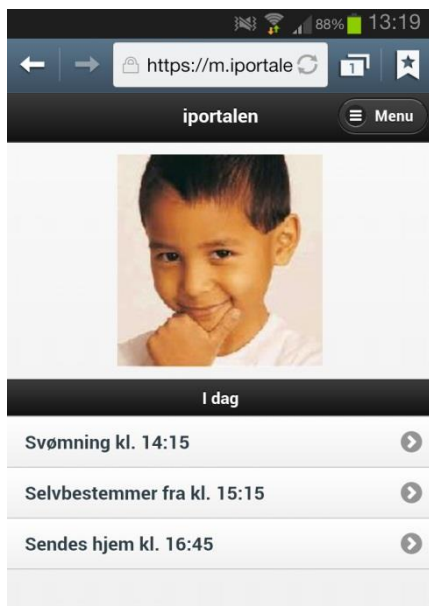 88% 13:19
https://m.iportale
1
iportalen
Menu
I dag
Svømning kl. 14:15
Selvbestemmer fra kl. 15:15
Sendes hjem kl. 16:45